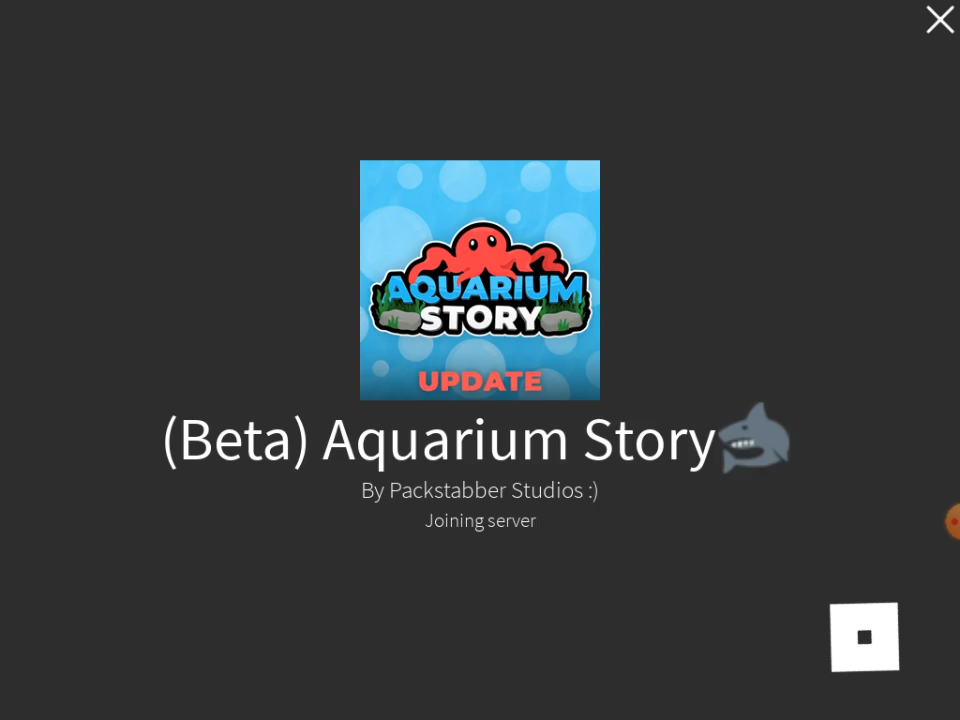 AQUARIUM
STORY
UPDATE
(Beta) Aquarium Story🦈
By Packstabber Studios :)
Joining server